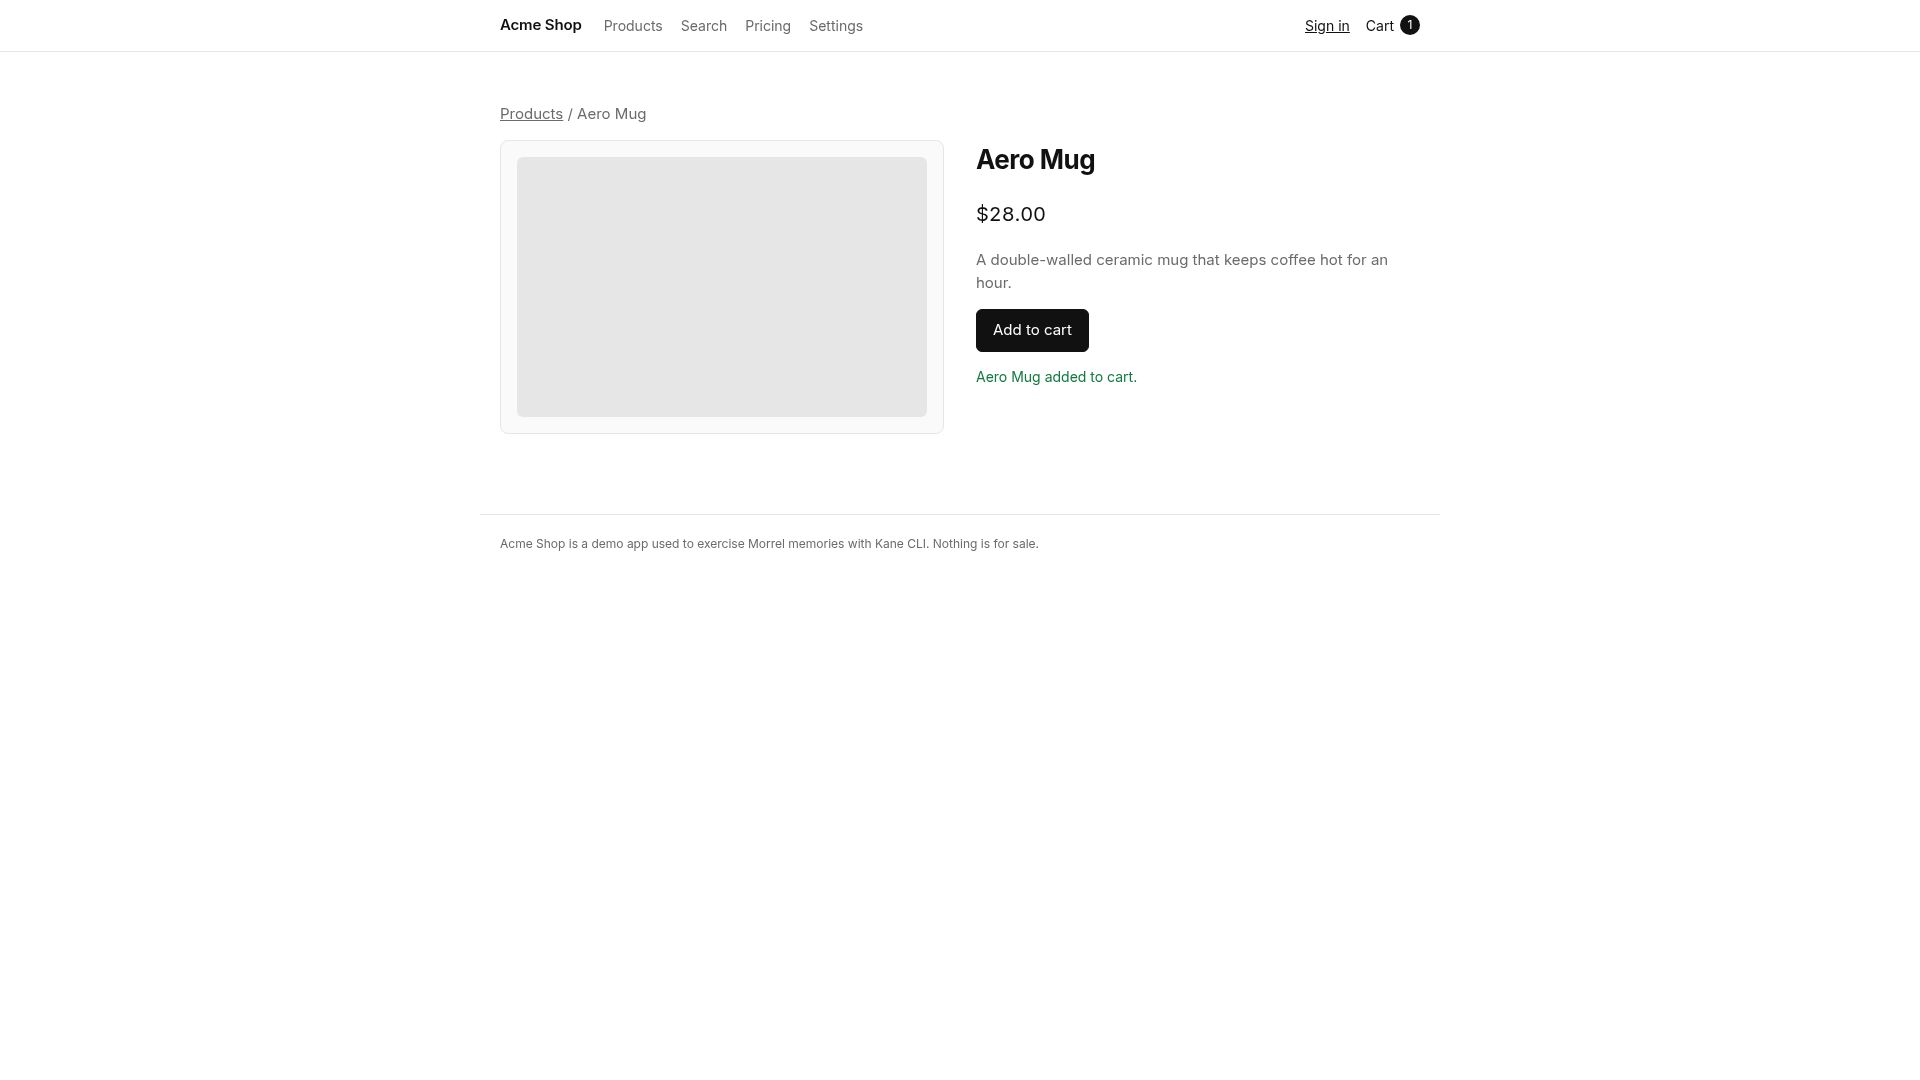 Acme Shop Products Search Pricing Settings Sign in Cart 1
Products / Aero Mug
Aero Mug
$28.00
A double-walled ceramic mug that keeps coffee hot for an
hour.
Add to cart
Aero Mug added to cart.
Acme Shop is a demo app used to exercise Morrel memories with Kane CLI. Nothing is for sale.